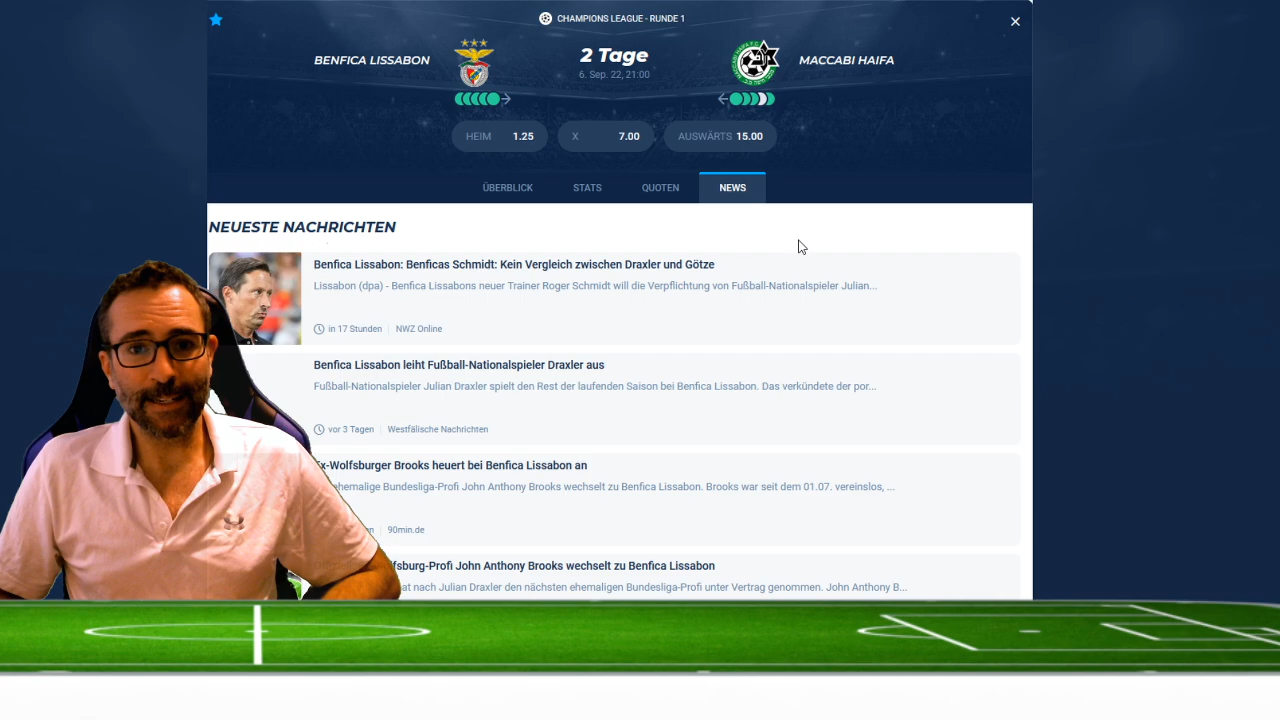 CHAMPIONS LEAGUE - RUNDE 1
BENFICA LISSABON
2 Tage
MACCABI HAIFA
6. Sep. 22, 21:00
HEIM 1.25
X 7.00
AUSWÄRTS 15.00
ÜBERBLICK STATS QUOTEN NEWS
NEUESTE NACHRICHTEN
Benfica Lissabon: Benficas Schmidt: Kein Vergleich zwischen Draxler und Götze
Lissabon (dpa) - Benfica Lissabons neuer Trainer Roger Schmidt will die Verpflichtung von Fußball-Nationalspieler Julian...
in 17 Stunden NWZ Online
Benfica Lissabon leiht Fußball-Nationalspieler Draxler aus
Fußball-Nationalspieler Julian Draxler spielt den Rest der laufenden Saison bei Benfica Lissabon. Das verkündete der por...
vor 3 Tagen Westfälische Nachrichten
x-Wolfsburger Brooks heuert bei Benfica Lissabon an
ehemalige Bundesliga-Profi John Anthony Brooks wechselt zu Benfica Lissabon. Brooks war seit dem 01.07. vereinslos, ...
en 90min.de
fsburg-Profi John Anthony Brooks wechselt zu Benfica Lissabon
at nach Julian Draxler den nächsten ehemaligen Bundesliga-Profi unter Vertrag genommen. John Anthony B...